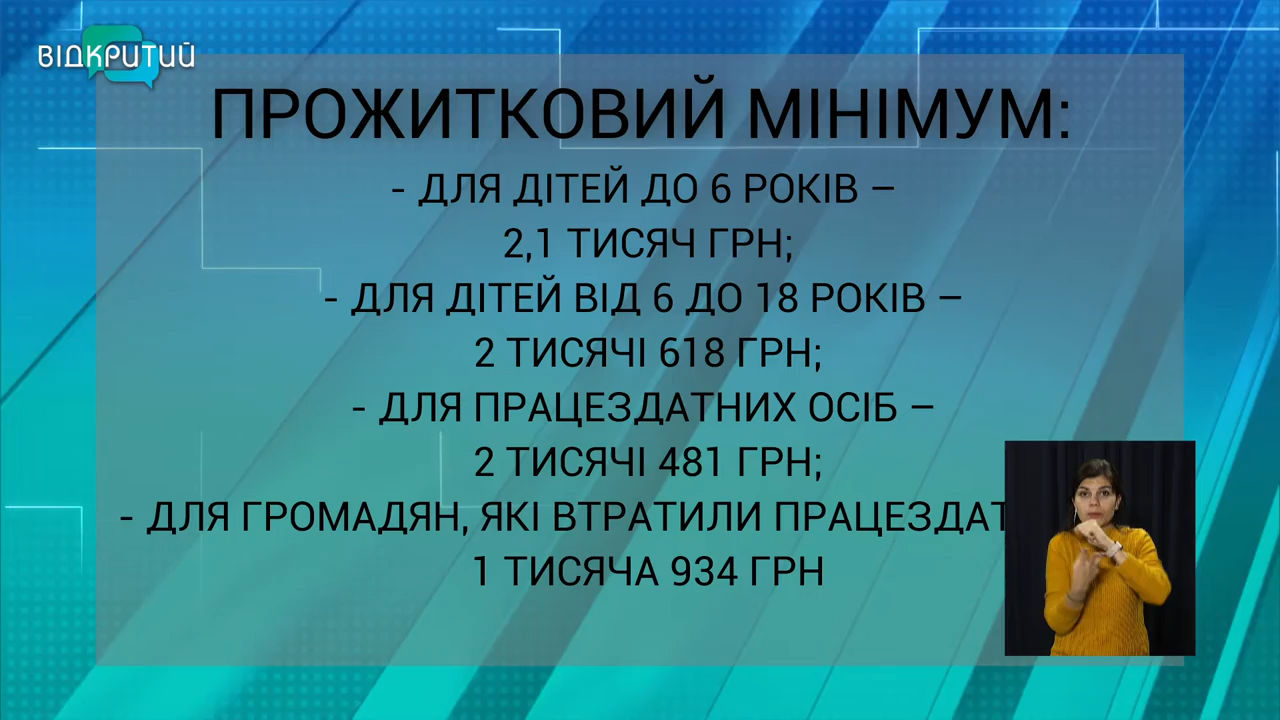 ВІДКРИТИЙ
ПРОЖИТКОВИЙ МІНІМУМ:
- ДЛЯ ДІТЕЙ ДО 6 РОКІВ –
2,1 ТИСЯЧ ГРН;
- ДЛЯ ДІТЕЙ ВІД 6 ДО 18 РОКІВ –
2 ТИСЯЧІ 618 ГРН;
- ДЛЯ ПРАЦЕЗДАТНИХ ОСІБ –
2 ТИСЯЧІ 481 ГРН;
- ДЛЯ ГРОМАДЯН, ЯКІ ВТРАТИЛИ
1 ТИСЯЧА 934 ГРН